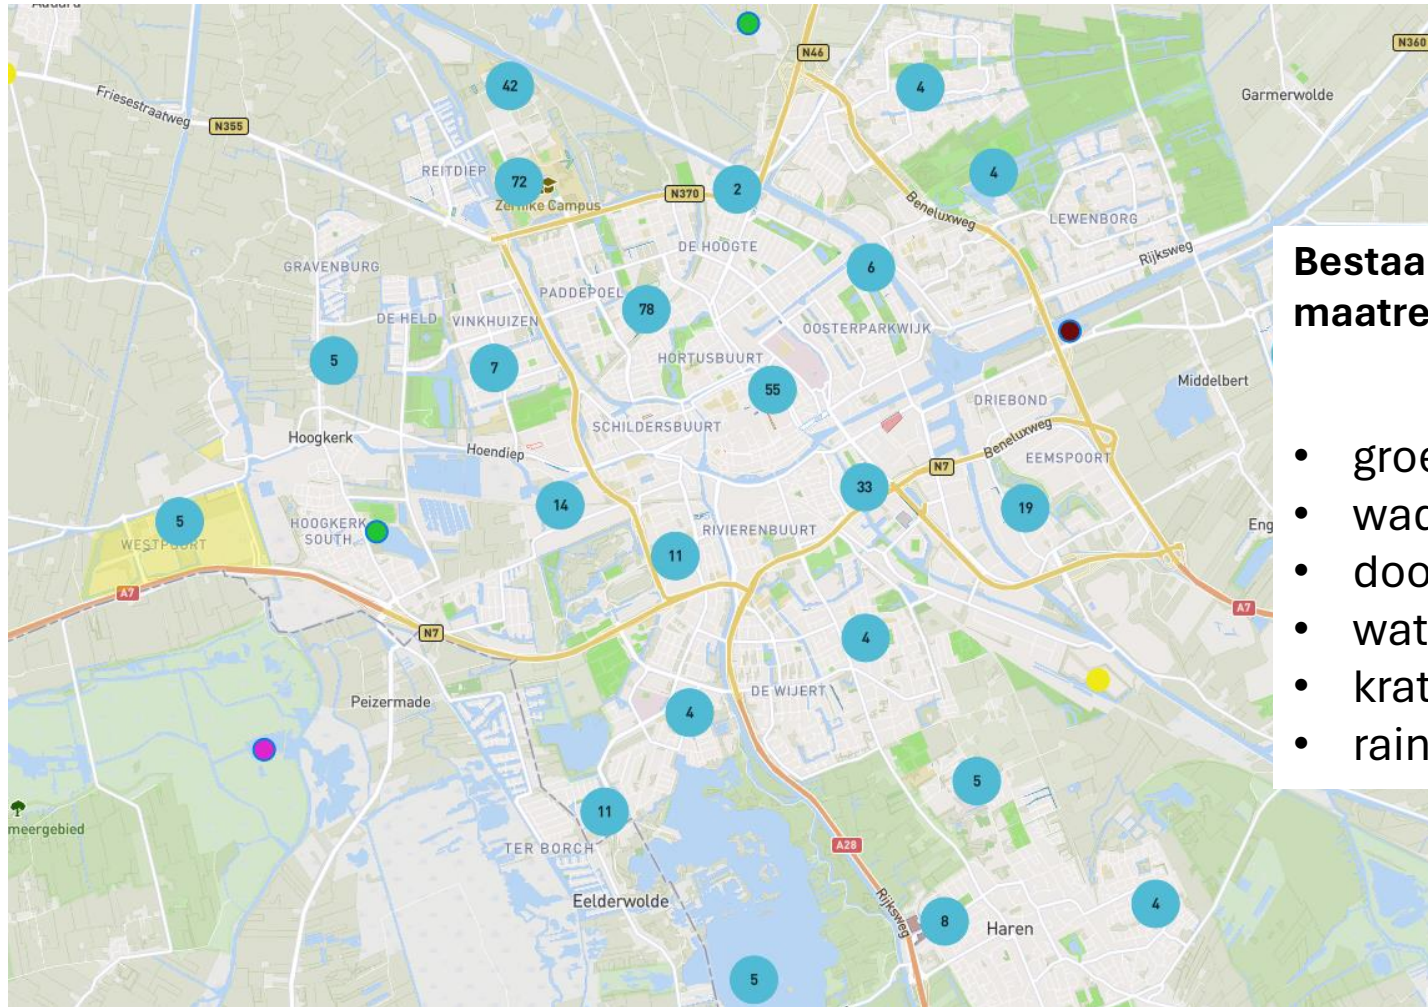 N46
N360
42
4
Garmerwolde
Friesestraatweg
N355
REITDIEP
72
Zernike Campus
N370
2
4
Beneluxweg
LEWENBORG
DE HOOGTE
Rijksweg
GRAVENBURG
6
PADDEPOEL
78
DE HELD
VINKHUIZEN
OOSTERPARKWIJK
5
7
HORTUSBUURT
55
Middelbert
DRIEBOND
SCHILDERSBUURT
Hoogkerk
Hoendiep
Beneluxweg
N7
EEMSPOORT
33
14
19
5
WESTPOORT
HOOGKERK
SOUTH
RIVIERENBUURT
11
A7
A7
N7
4
Peizermade
DE WIJERT
4
5
11
meergebied
TER BORCH
A28
Eelderwolde
Rijksweg
8
Haren
4
5
Bestaa
maatre
• groe
• wad
• doo
• wat
• krat
• rain